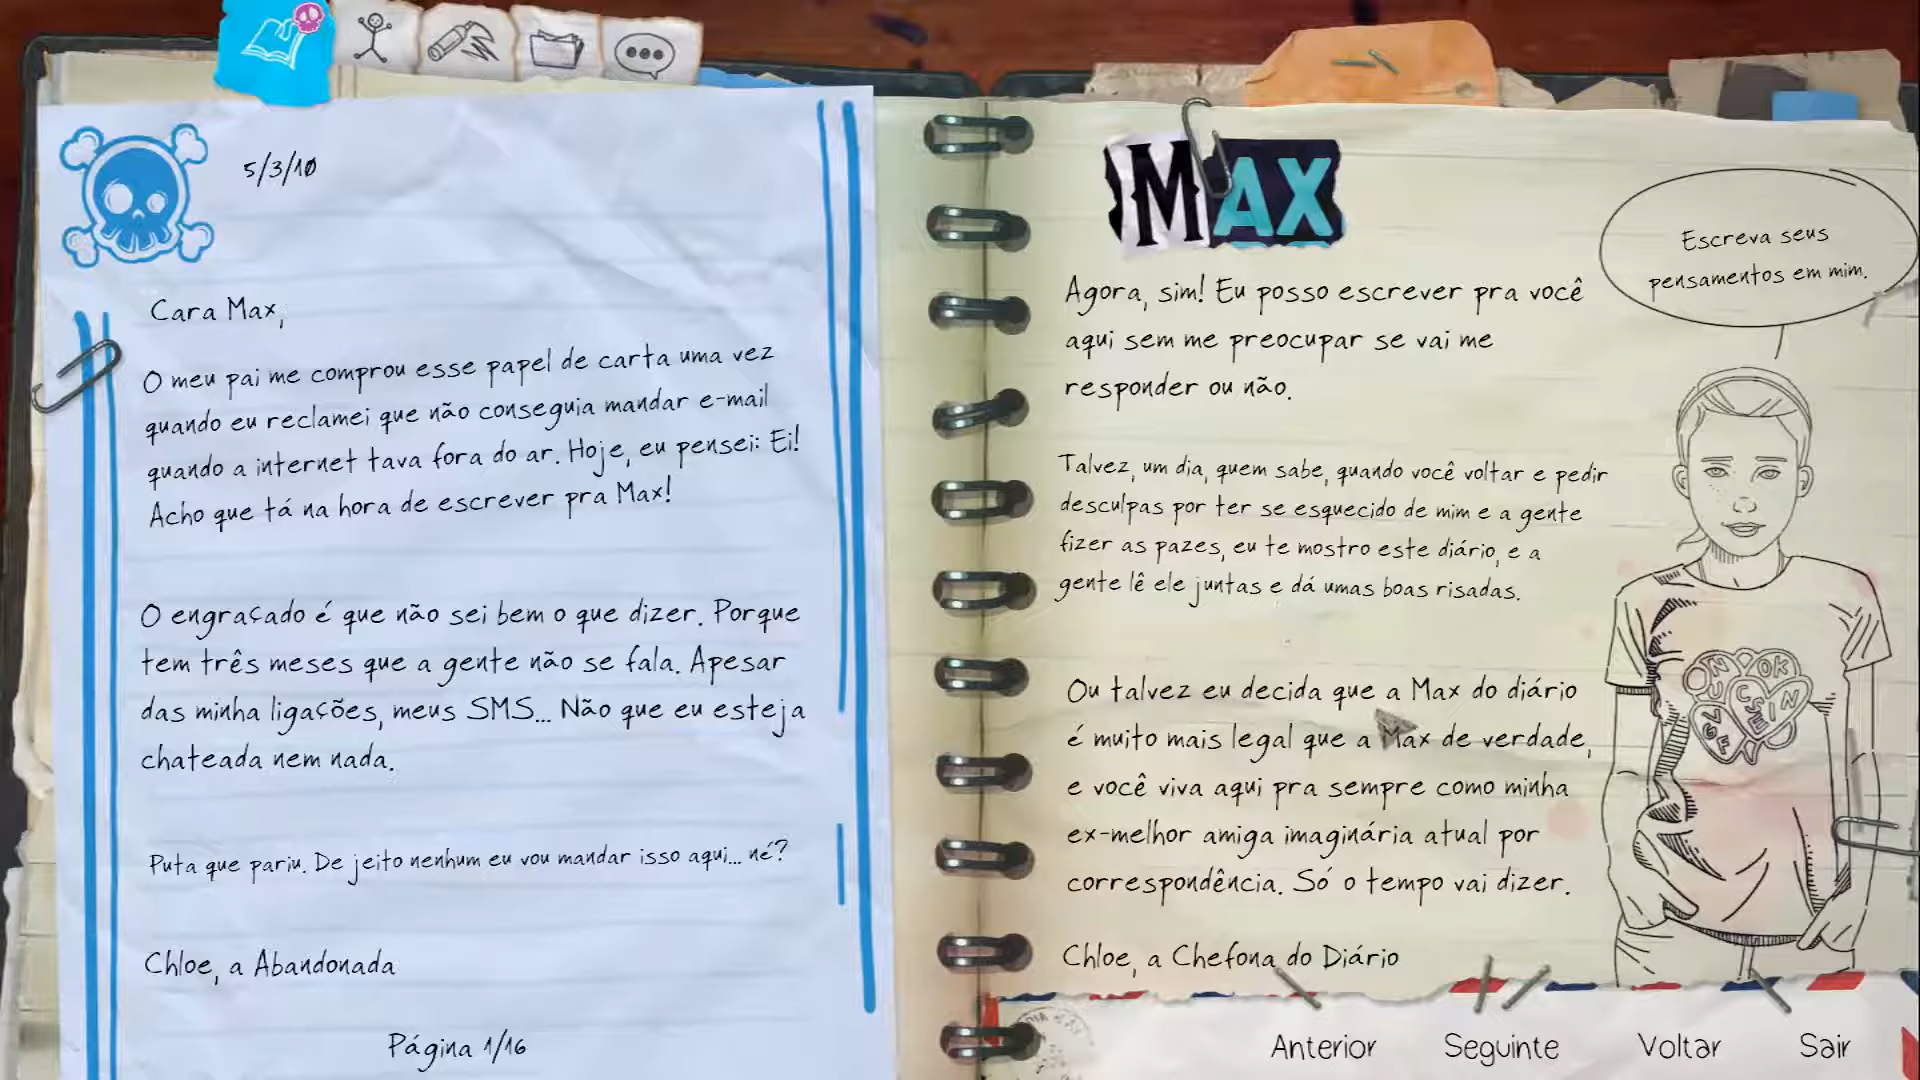 5/3/10
Cara Max,
O meu pai me comprou esse papel de carta uma vez
quando eu reclamei que não conseguia mandar e-mail
quando a internet tava fora do ar. Hoje, eu pensei: Ei!
Acho que tá na hora de escrever pra Max!
O engraçado é que não sei bem o que dizer. Porque
tem três meses que a gente não se fala. Apesar
das minha ligações, meus SMS... Não que eu esteja
chateada nem nada.
Puta que pariu. De jeito nenhum eu vou mandar isso aqui... né?
Chloe, a Abandonada
Página 1/16
MAX
Agora, sim! Eu posso escrever pra você
aqui sem me preocupar se vai me
responder ou não.
Talvez, um dia, quem sabe, quando você voltar e pedir
desculpas por ter se esquecido de mim e a gente
fizer as pazes, eu te mostro este diário, e a
gente lê ele juntas e dá umas boas risadas.
Ou talvez eu decida que a Max do diário
é muito mais legal que a Max de verdade,
e você viva aqui pra sempre como minha
ex-melhor amiga imaginária atual por
correspondência. Só o tempo vai dizer.
Chloe, a Chefona do Diário
Escreva seus
pensamentos em mim.
Anterior
Seguinte
Voltar
Sair